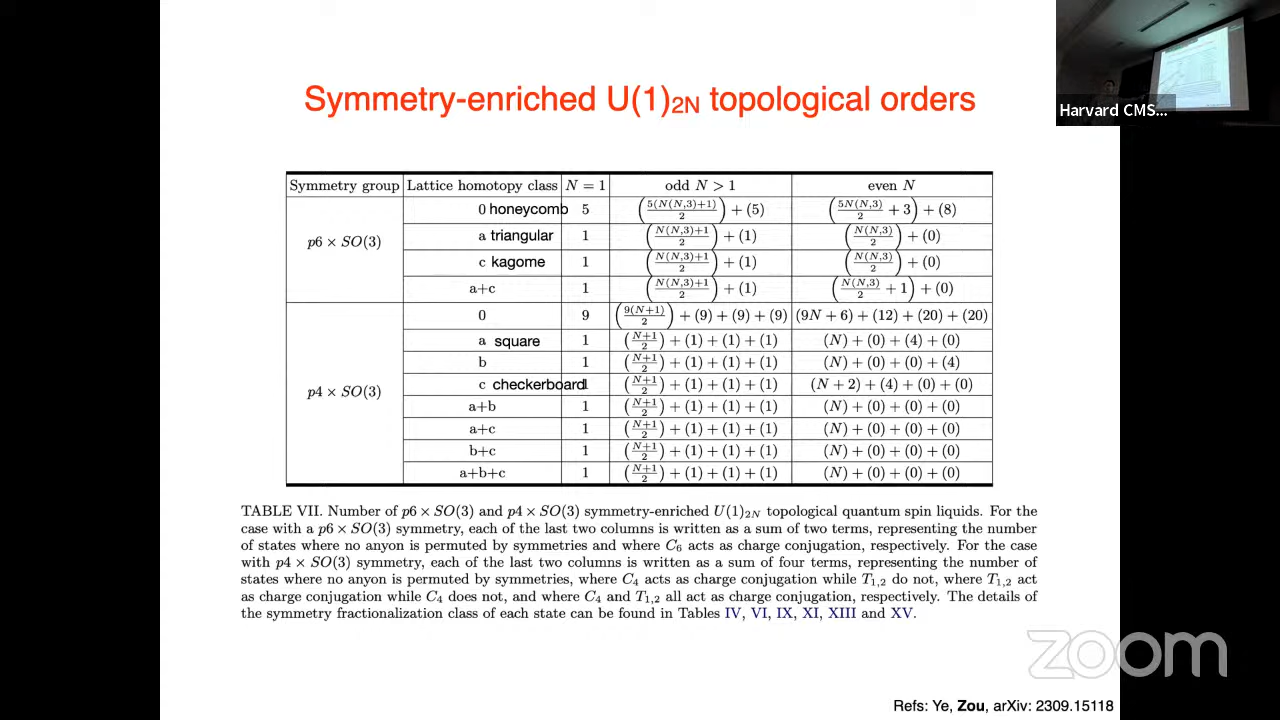 Symmetry-enriched U(1)2N topological orders
Harvard CMS...
Symmetry group Lattice homotopy class N = 1 odd N > 1 even N
p6 × SO(3)
0 honeycomb 5 (5(N(N,3)+1)/2) + (5) (5N(N,3)/2 + 3) + (8)
a triangular 1 (N(N,3)+1/2) + (1) (N(N,3)/2) + (0)
c kagome 1 (N(N,3)+1/2) + (1) (N(N,3)/2) + (0)
a+c 1 (N(N,3)+1/2) + (1) (N(N,3)/2 + 1) + (0)
p4 × SO(3)
0 9 (9(N+1)/2) + (9) + (9) + (9) (9N + 6) + (12) + (20) + (20)
a square 1 (N+1/2) + (1) + (1) + (1) (N) + (0) + (4) + (0)
b 1 (N+1/2) + (1) + (1) + (1) (N) + (0) + (0) + (4)
c checkerboard 1 (N+1/2) + (1) + (1) + (1) (N + 2) + (4) + (0) + (0)
a+b 1 (N+1/2) + (1) + (1) + (1) (N) + (0) + (0) + (0)
a+c 1 (N+1/2) + (1) + (1) + (1) (N) + (0) + (0) + (0)
b+c 1 (N+1/2) + (1) + (1) + (1) (N) + (0) + (0) + (0)
a+b+c 1 (N+1/2) + (1) + (1) + (1) (N) + (0) + (0) + (0)
TABLE VII. Number of p6 × SO(3) and p4 × SO(3) symmetry-enriched U(1)2N topological quantum spin liquids. For the
case with a p6 × SO(3) symmetry, each of the last two columns is written as a sum of two terms, representing the number
of states where no anyon is permuted by symmetries and where C6 acts as charge conjugation, respectively. For the case
with p4 × SO(3) symmetry, each of the last two columns is written as a sum of four terms, representing the number of
states where no anyon is permuted by symmetries, where C4 acts as charge conjugation while T1,2 do not, where T1,2 act
as charge conjugation while C4 does not, and where C4 and T1,2 all act as charge conjugation, respectively. The details of
the symmetry fractionalization class of each state can be found in Tables IV, VI, IX, XI, XIII and XV.
zoom
Refs: Ye, Zou, arXiv: 2309.15118